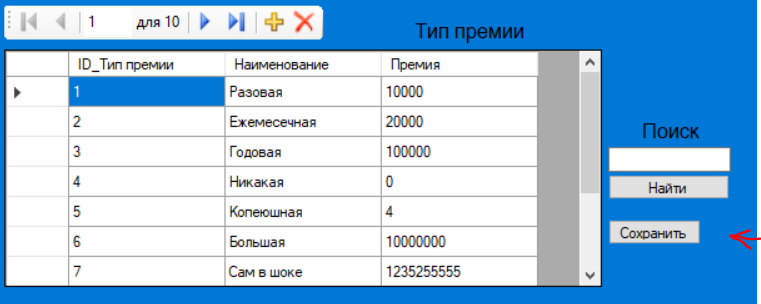 1 для 10
Тип премии
ID_Тип премии Наименование Премия
1 Разовая 10000
2 Ежемесечная 20000
3 Годовая 100000
4 Никакая 0
5 Копеюшная 4
6 Большая 10000000
7 Сам в шоке 1235255555
Поиск
Найти
Сохранить